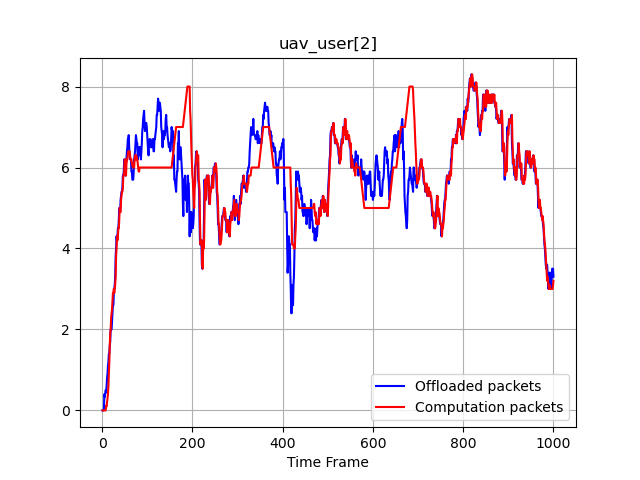 uav_user[2]
8
6
4
2
0
Offloaded packets
Computation packets
0 200 400 600 800 1000
Time Frame